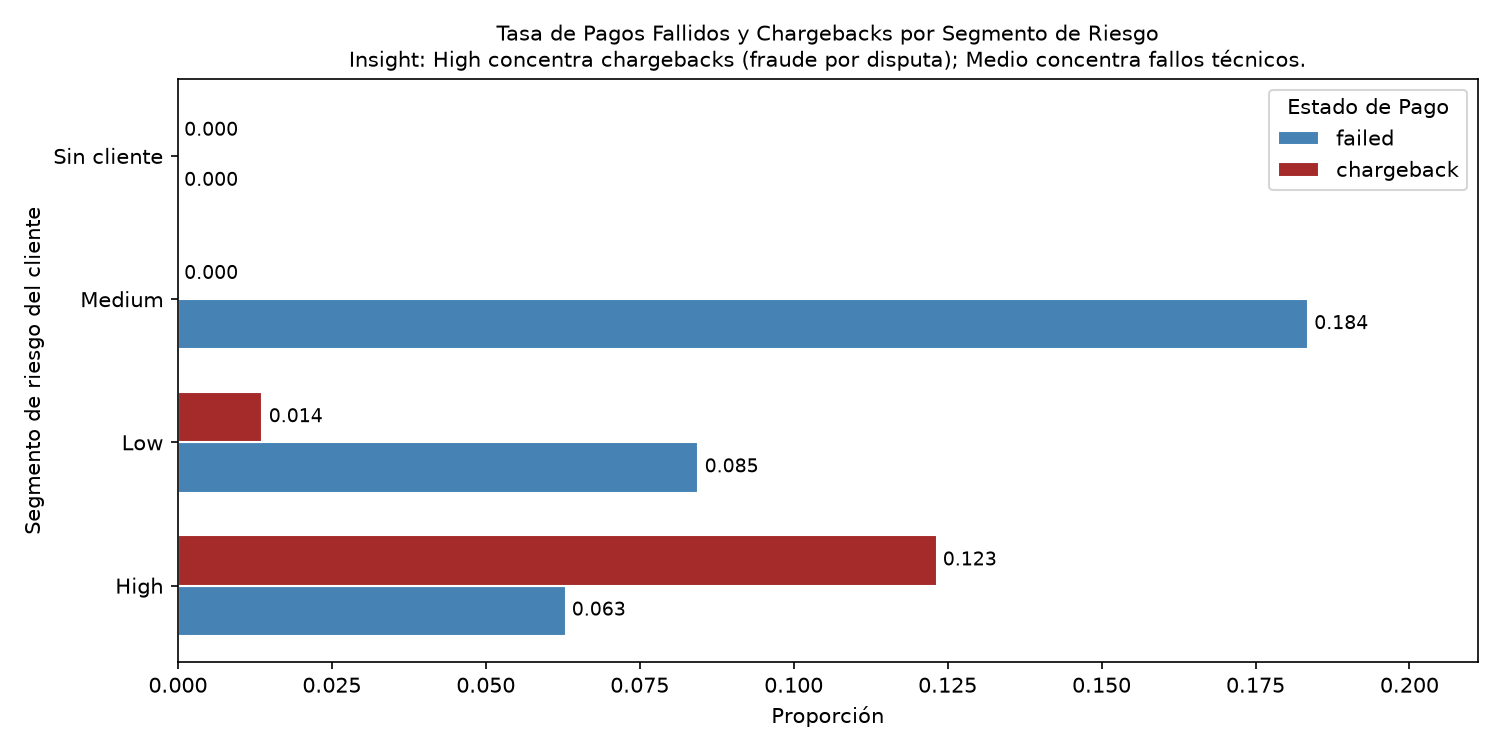 Tasa de Pagos Fallidos y Chargebacks por Segmento de Riesgo
Insight: High concentra chargebacks (fraude por disputa); Medio concentra fallos técnicos.
Estado de Pago
failed
chargeback
Segmento de riesgo del cliente
Sin cliente
0.000
0.000
Medium
0.000
0.184
Low
0.014
0.085
High
0.123
0.063
0.000 0.025 0.050 0.075 0.100 0.125 0.150 0.175 0.200
Proporción